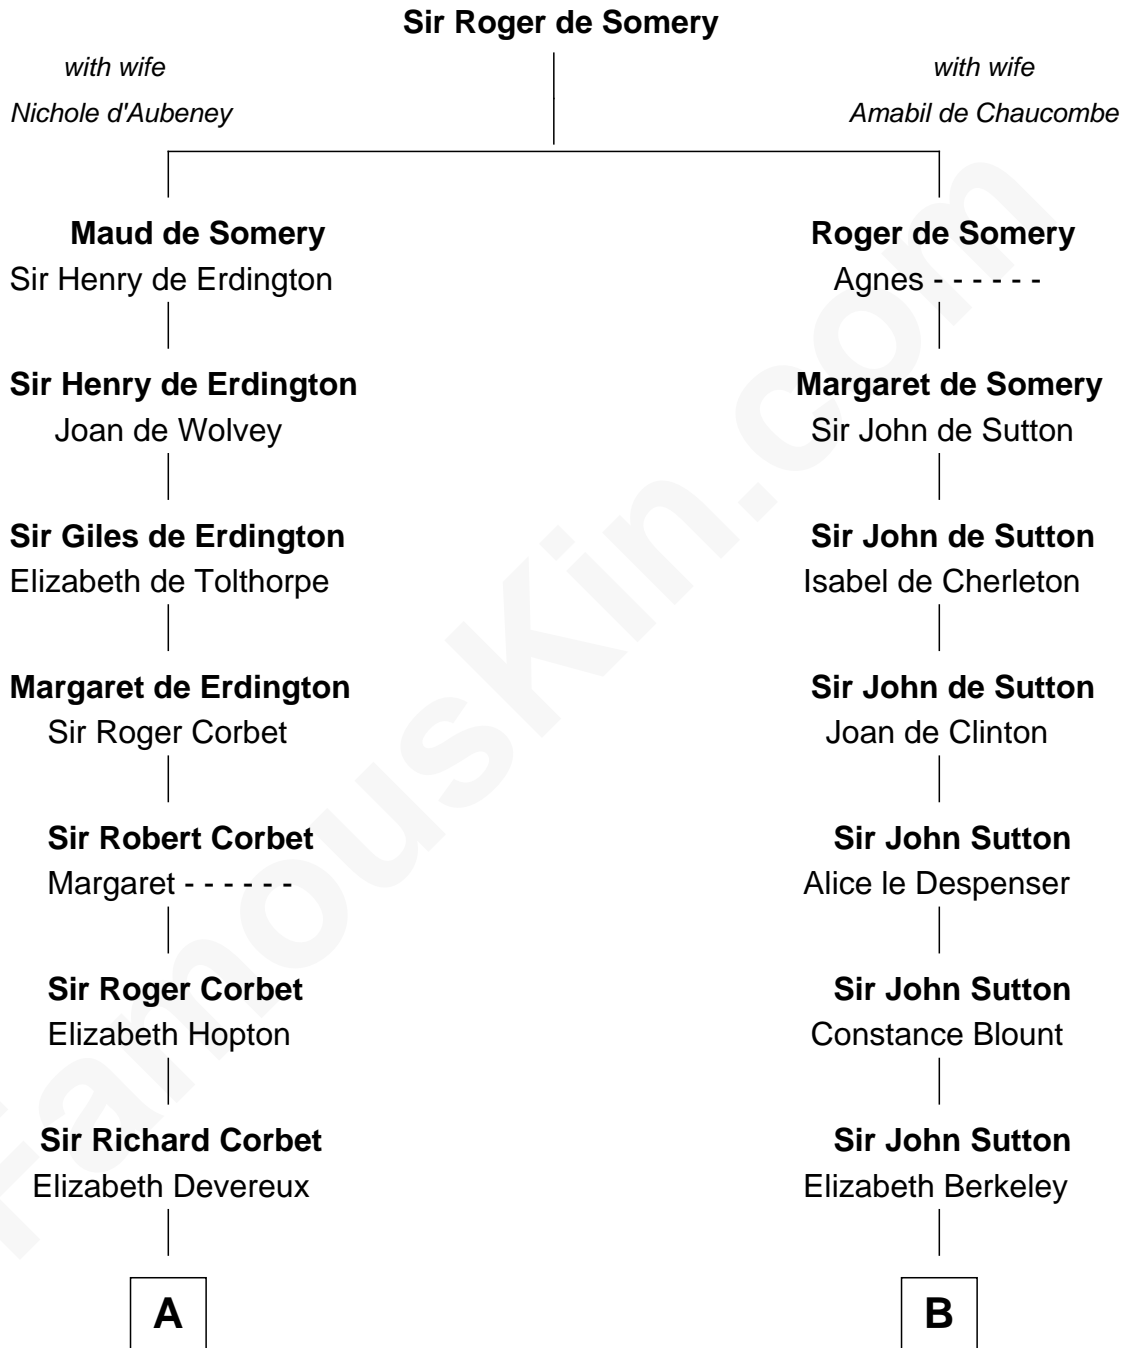 Sir Roger de Somery
with wife
Nichole d'Aubeney
with wife
Amabil de Chaucombe
Maud de Somery
Sir Henry de Erdington
Sir Henry de Erdington
Joan de Wolvey
Sir Giles de Erdington
Elizabeth de Tolthorpe
Margaret de Erdington
Sir Roger Corbet
Sir Robert Corbet
Margaret - - - - - -
Sir Roger Corbet
Elizabeth Hopton
Sir Richard Corbet
Elizabeth Devereux
A
Roger de Somery
Agnes - - - - - -
Margaret de Somery
Sir John de Sutton
Sir John de Sutton
Isabel de Cherleton
Sir John de Sutton
Joan de Clinton
Sir John Sutton
Alice le Despenser
Sir John Sutton
Constance Blount
Sir John Sutton
Elizabeth Berkeley
B
FamousKin.com